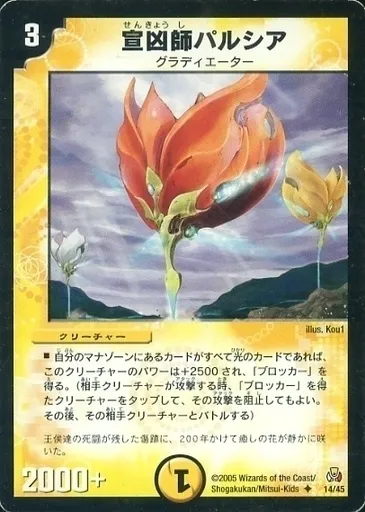 3
せんきょうし
宣凶師パルシア
グラディエーター
illus. Kou1
クリーチャー
■ 自分のマナゾーンにあるカードがすべて光のカードであれば、
このクリーチャーのパワーは+2500 され、「ブロッカー」を
得る。(相手クリーチャーが攻撃する時、「ブロッカー」を得
たクリーチャーをタップして、その攻撃を阻止してもよい。
その後、その相手クリーチャーとバトルする)
王侯達の死闘が残した傷跡に、200年かけて癒しの花が静かに咲
いた。
2000+
1
©2005 Wizards of the Coast/
Shogakukan/Mitsui-Kids
14/45